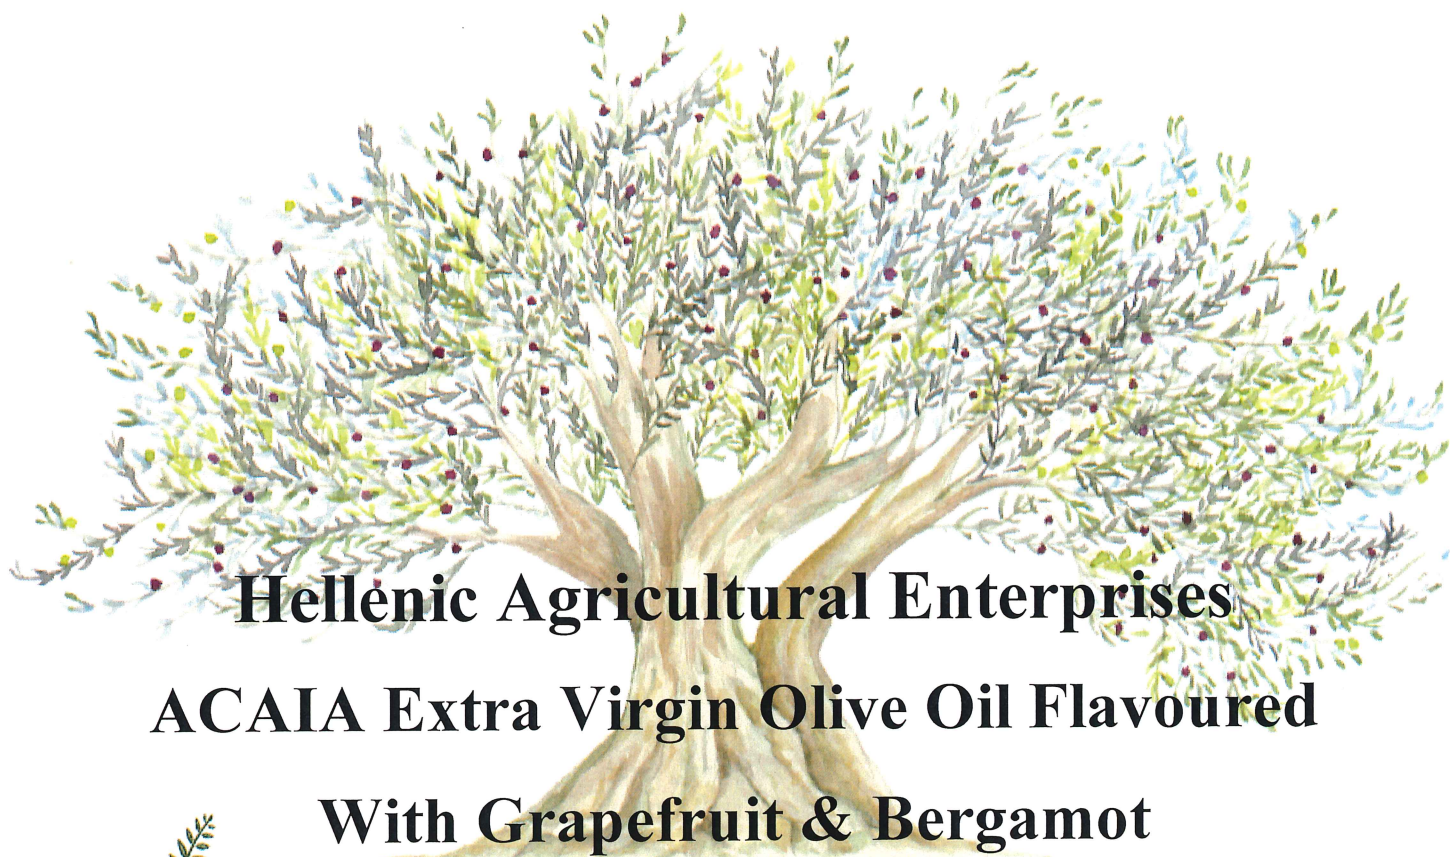 Hellenic Agricultural Enterprises
ACAIA Extra Virgin Olive Oil Flavoured
With Grapefruit & Bergamot